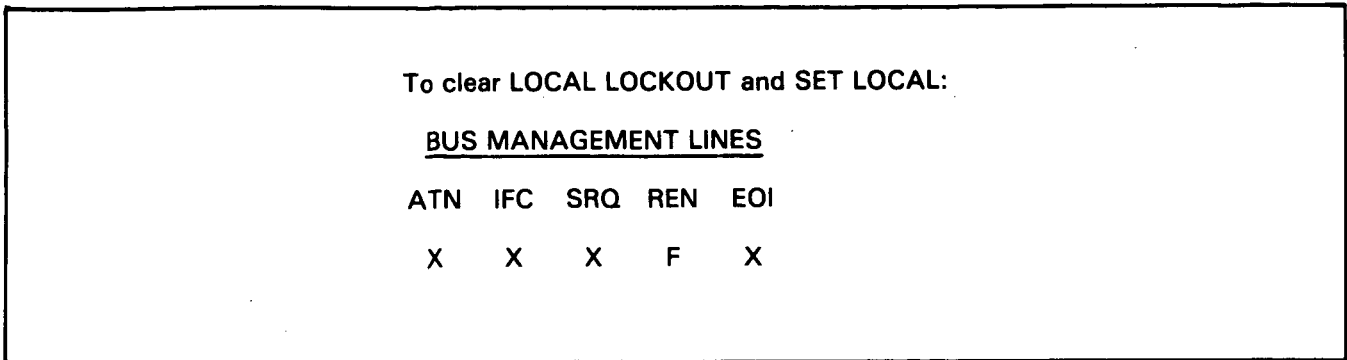 To clear LOCAL LOCKOUT and SET LOCAL:
BUS MANAGEMENT LINES
ATN IFC SRQ REN EOI
X X X F X